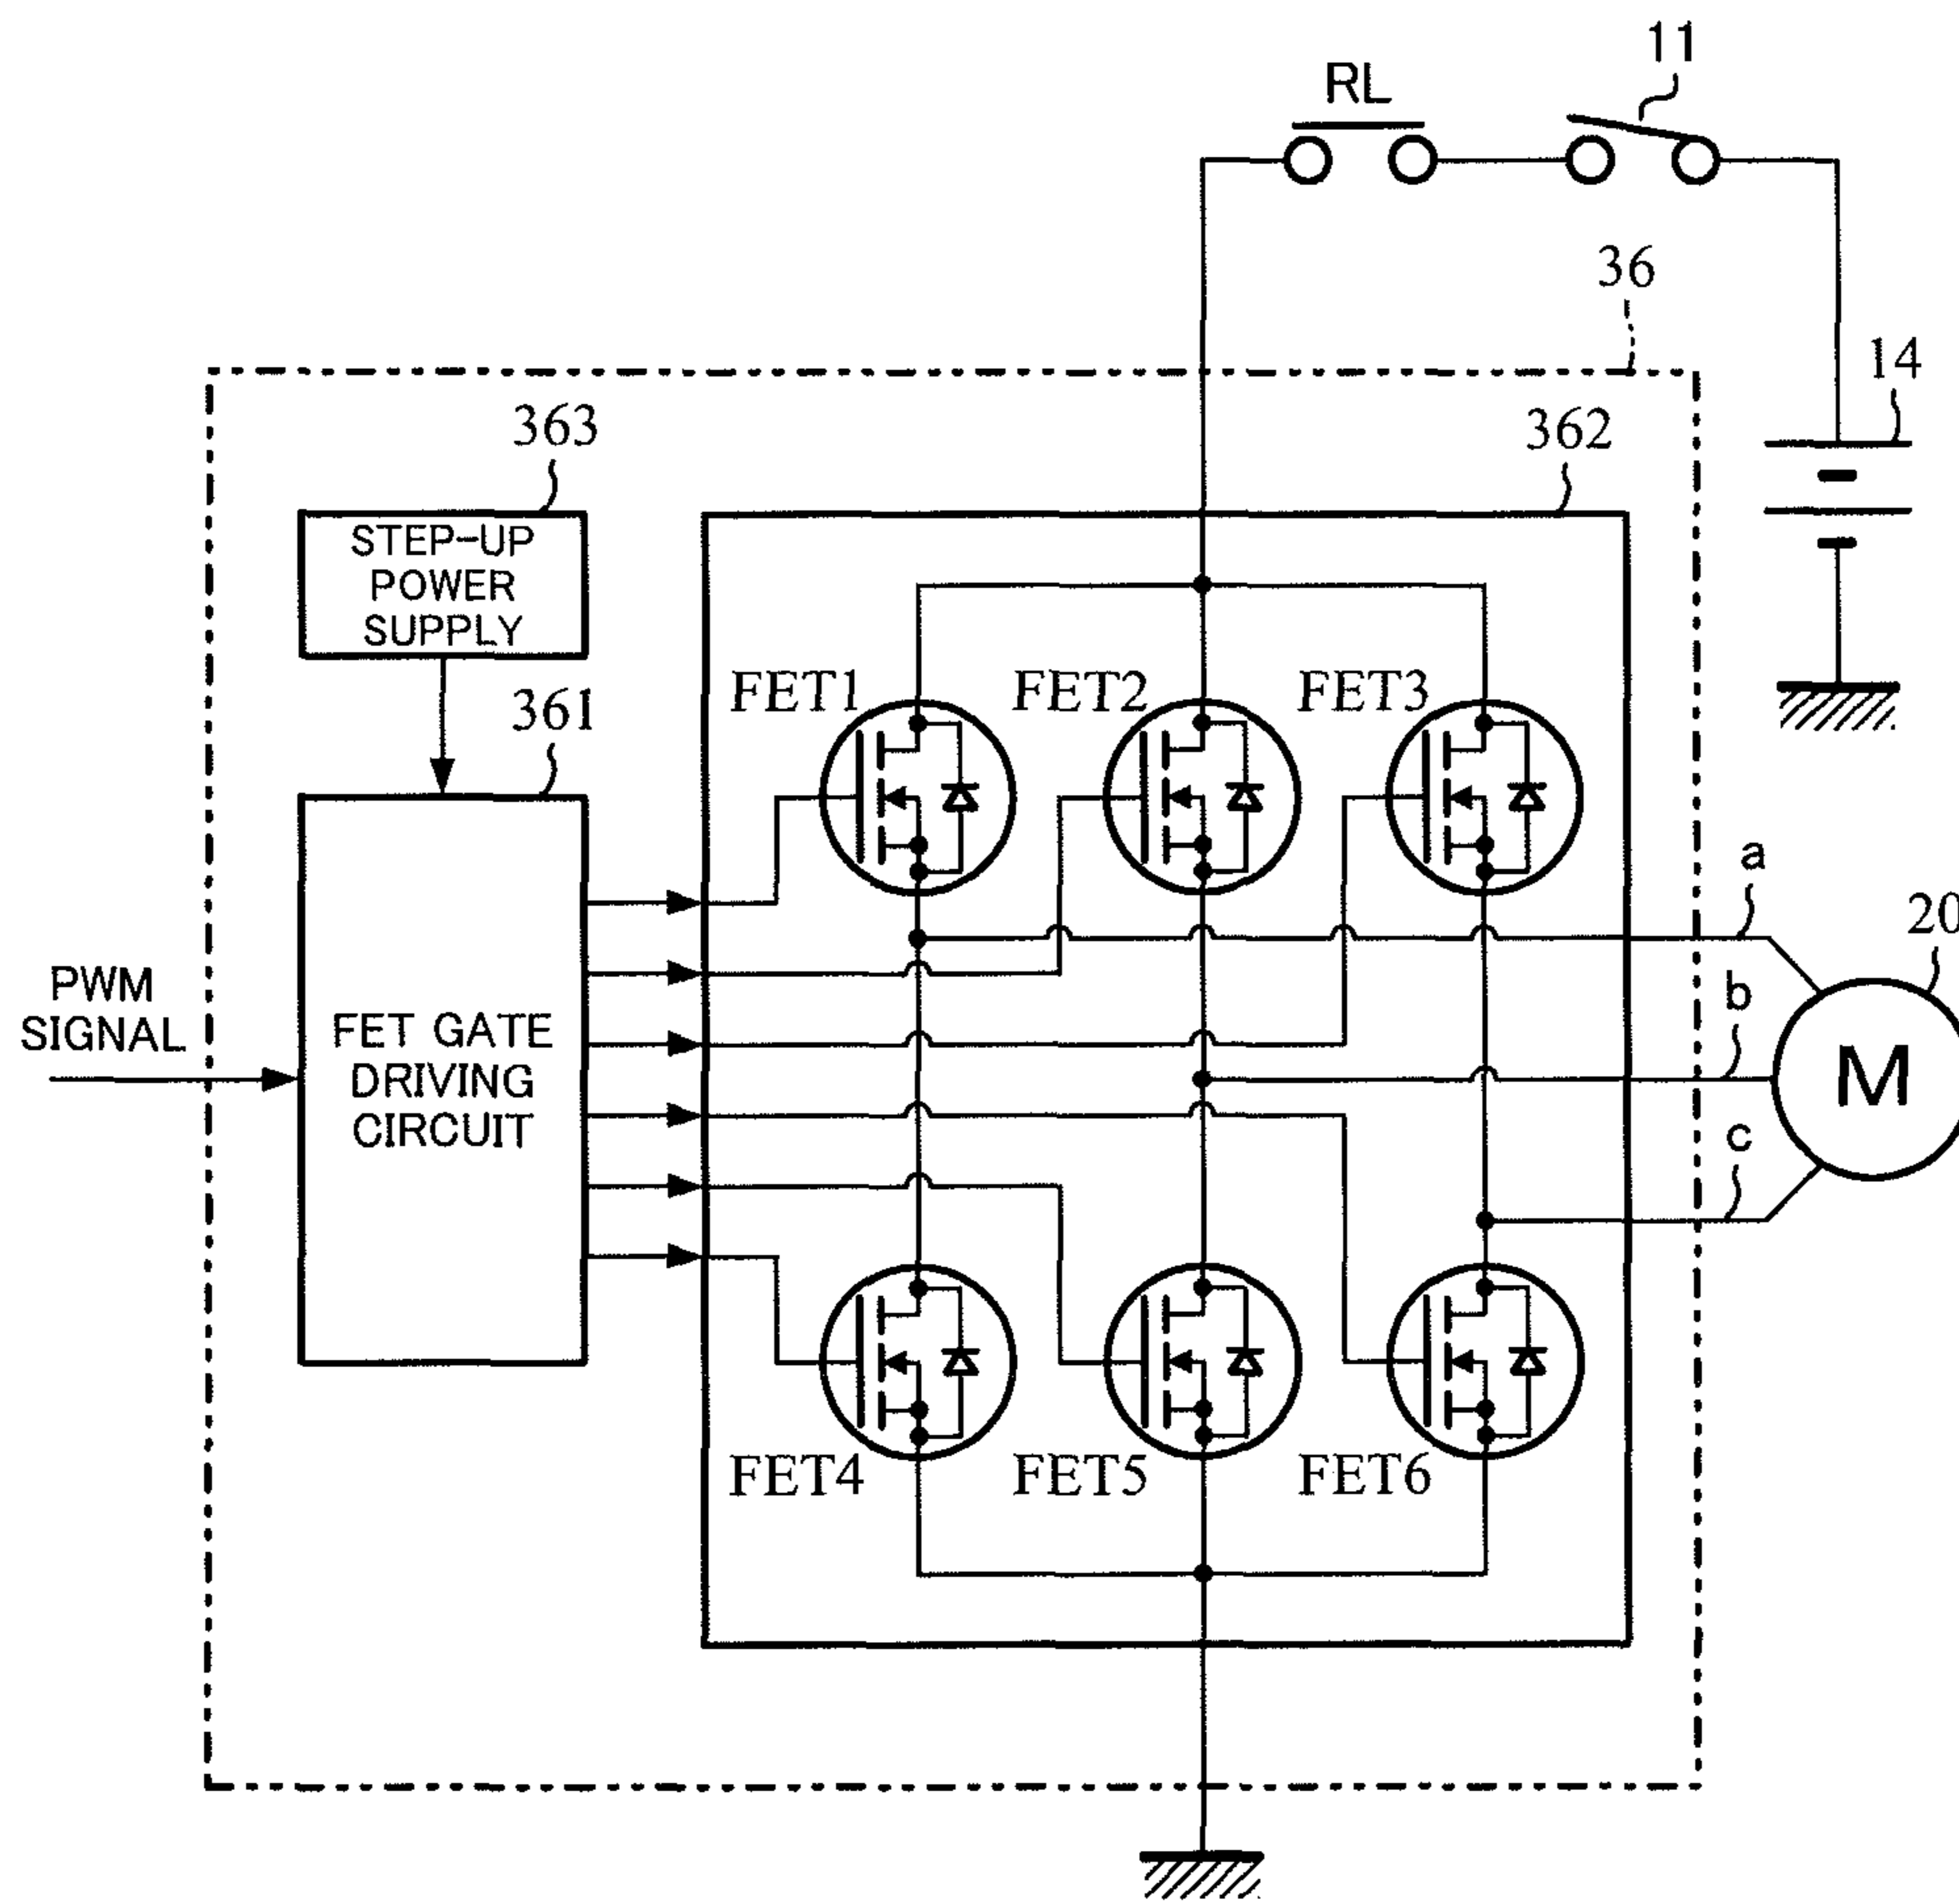 11
RL
36
14
363
362
STEP-UP
POWER
SUPPLY
FET1
FET2
FET3
361
a
20
PWM
SIGNAL
b
FET GATE
DRIVING
CIRCUIT
M
c
FET4
FET5
FET6